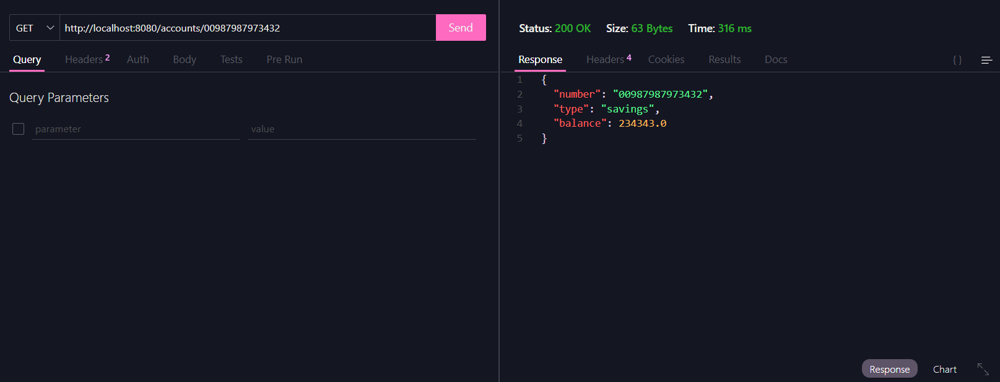 GET http://localhost:8080/accounts/00987987973432 Send
Query Headers 2 Auth Body Tests Pre Run
Query Parameters
parameter value
Status: 200 OK Size: 63 Bytes Time: 316 ms
Response Headers 4 Cookies Results Docs { }
1 {
2 "number": "00987987973432",
3 "type": "savings",
4 "balance": 234343.0
5 }
Response Chart